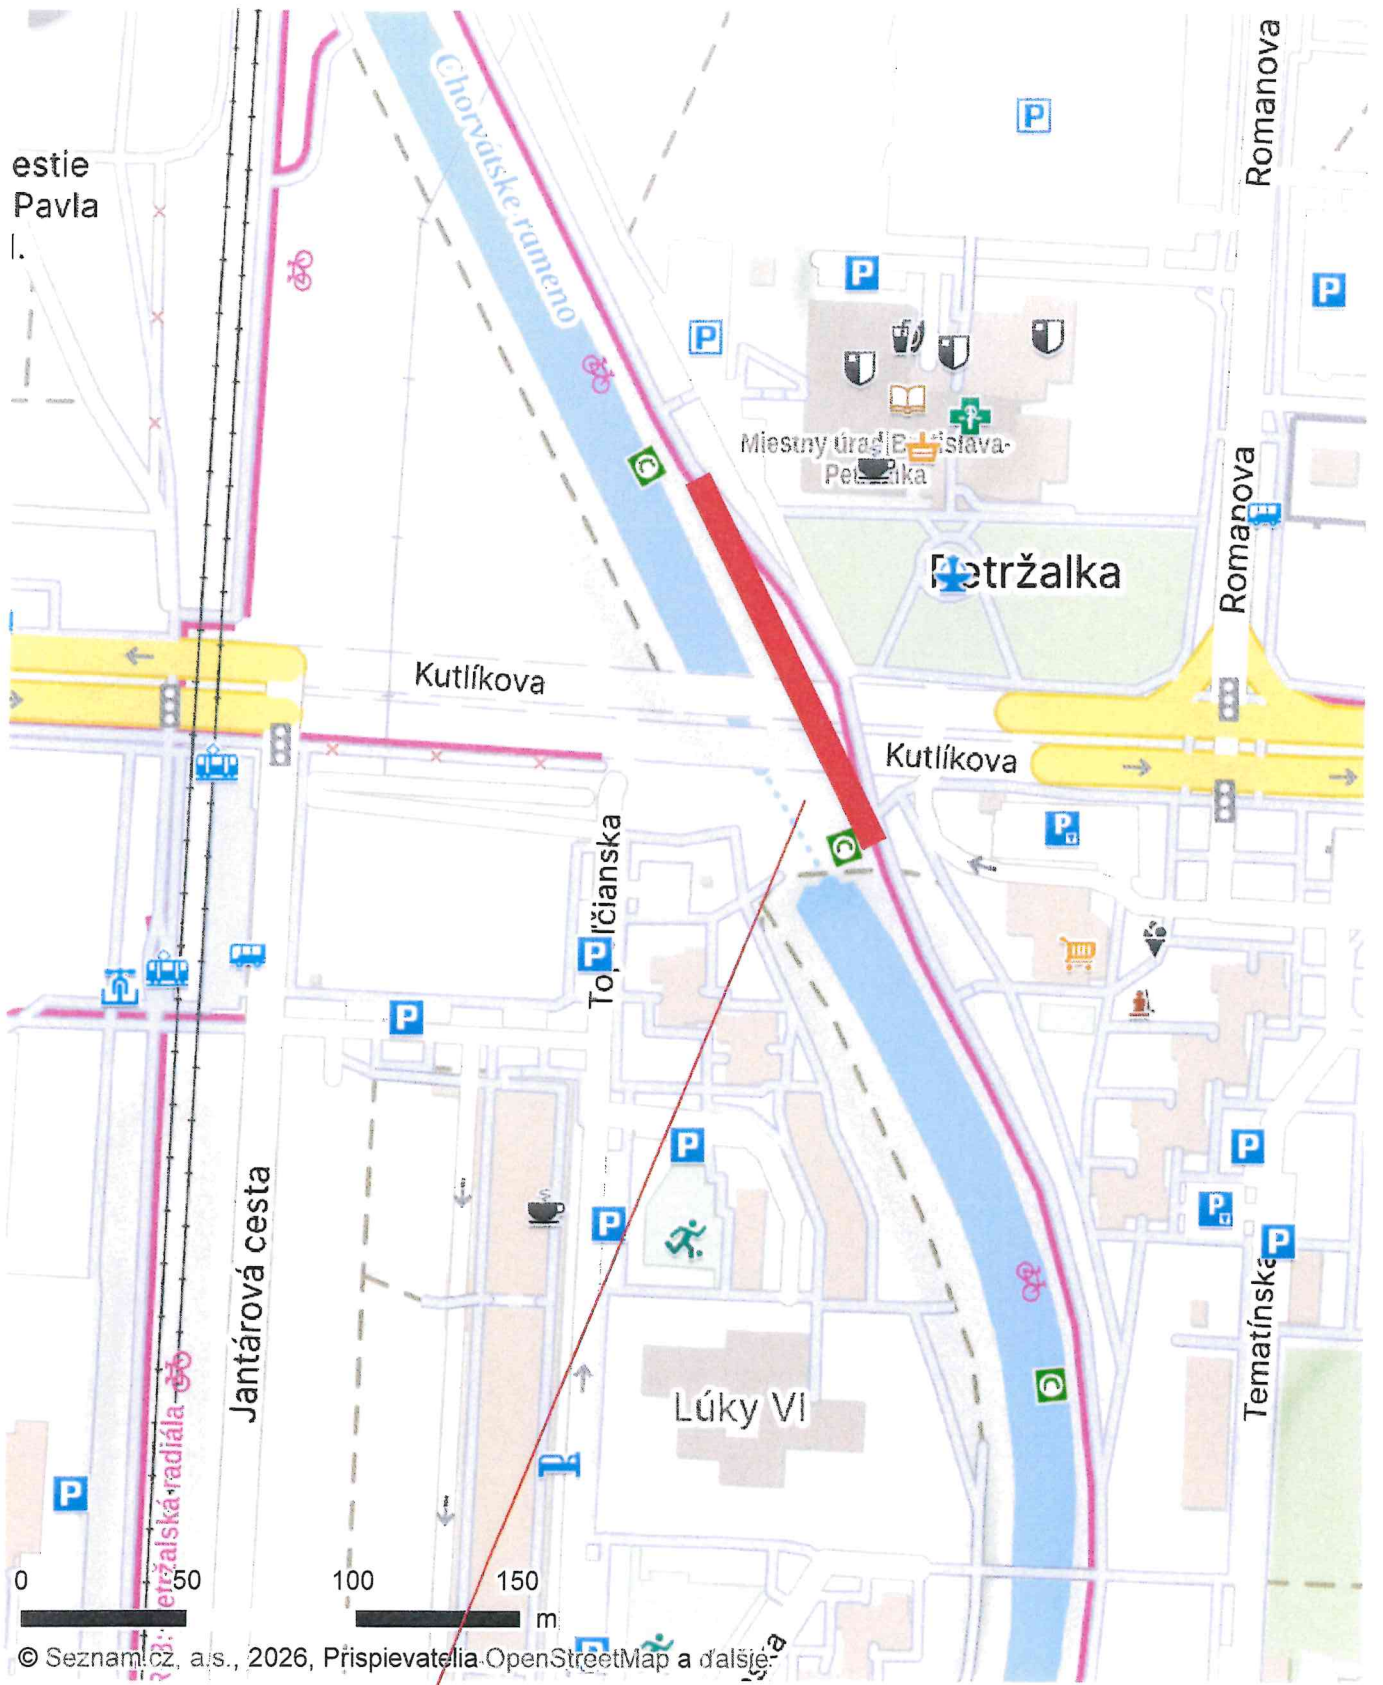 Romanova
Chorvátske rameno
estie
Pavla
l.
P
P
P
P
Miestny úrad
Romanova
Petržalka
Kutlíkova
Kutlíkova
P
P
P
P
P
P
P
P
P
Jantárová cesta
Tematínska
Lúky VI
P
0 50 100 150
m
© Seznam.cz, a.s., 2026, Prispievatelia OpenStreetMap a ďalšie